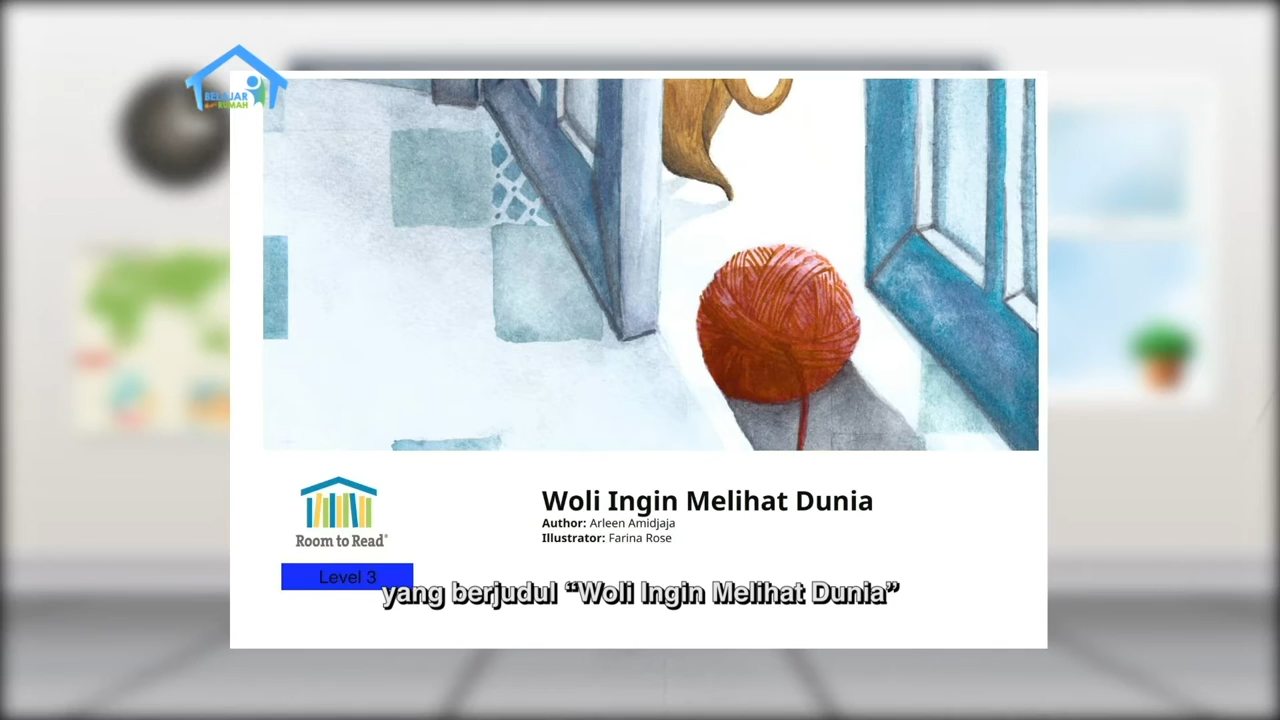 BELAJAR
dari RUMAH
Room to Read®
Level 3
Woli Ingin Melihat Dunia
Author: Arleen Amidjaja
Illustrator: Farina Rose
yang berjudul “Woli Ingin Melihat Dunia”